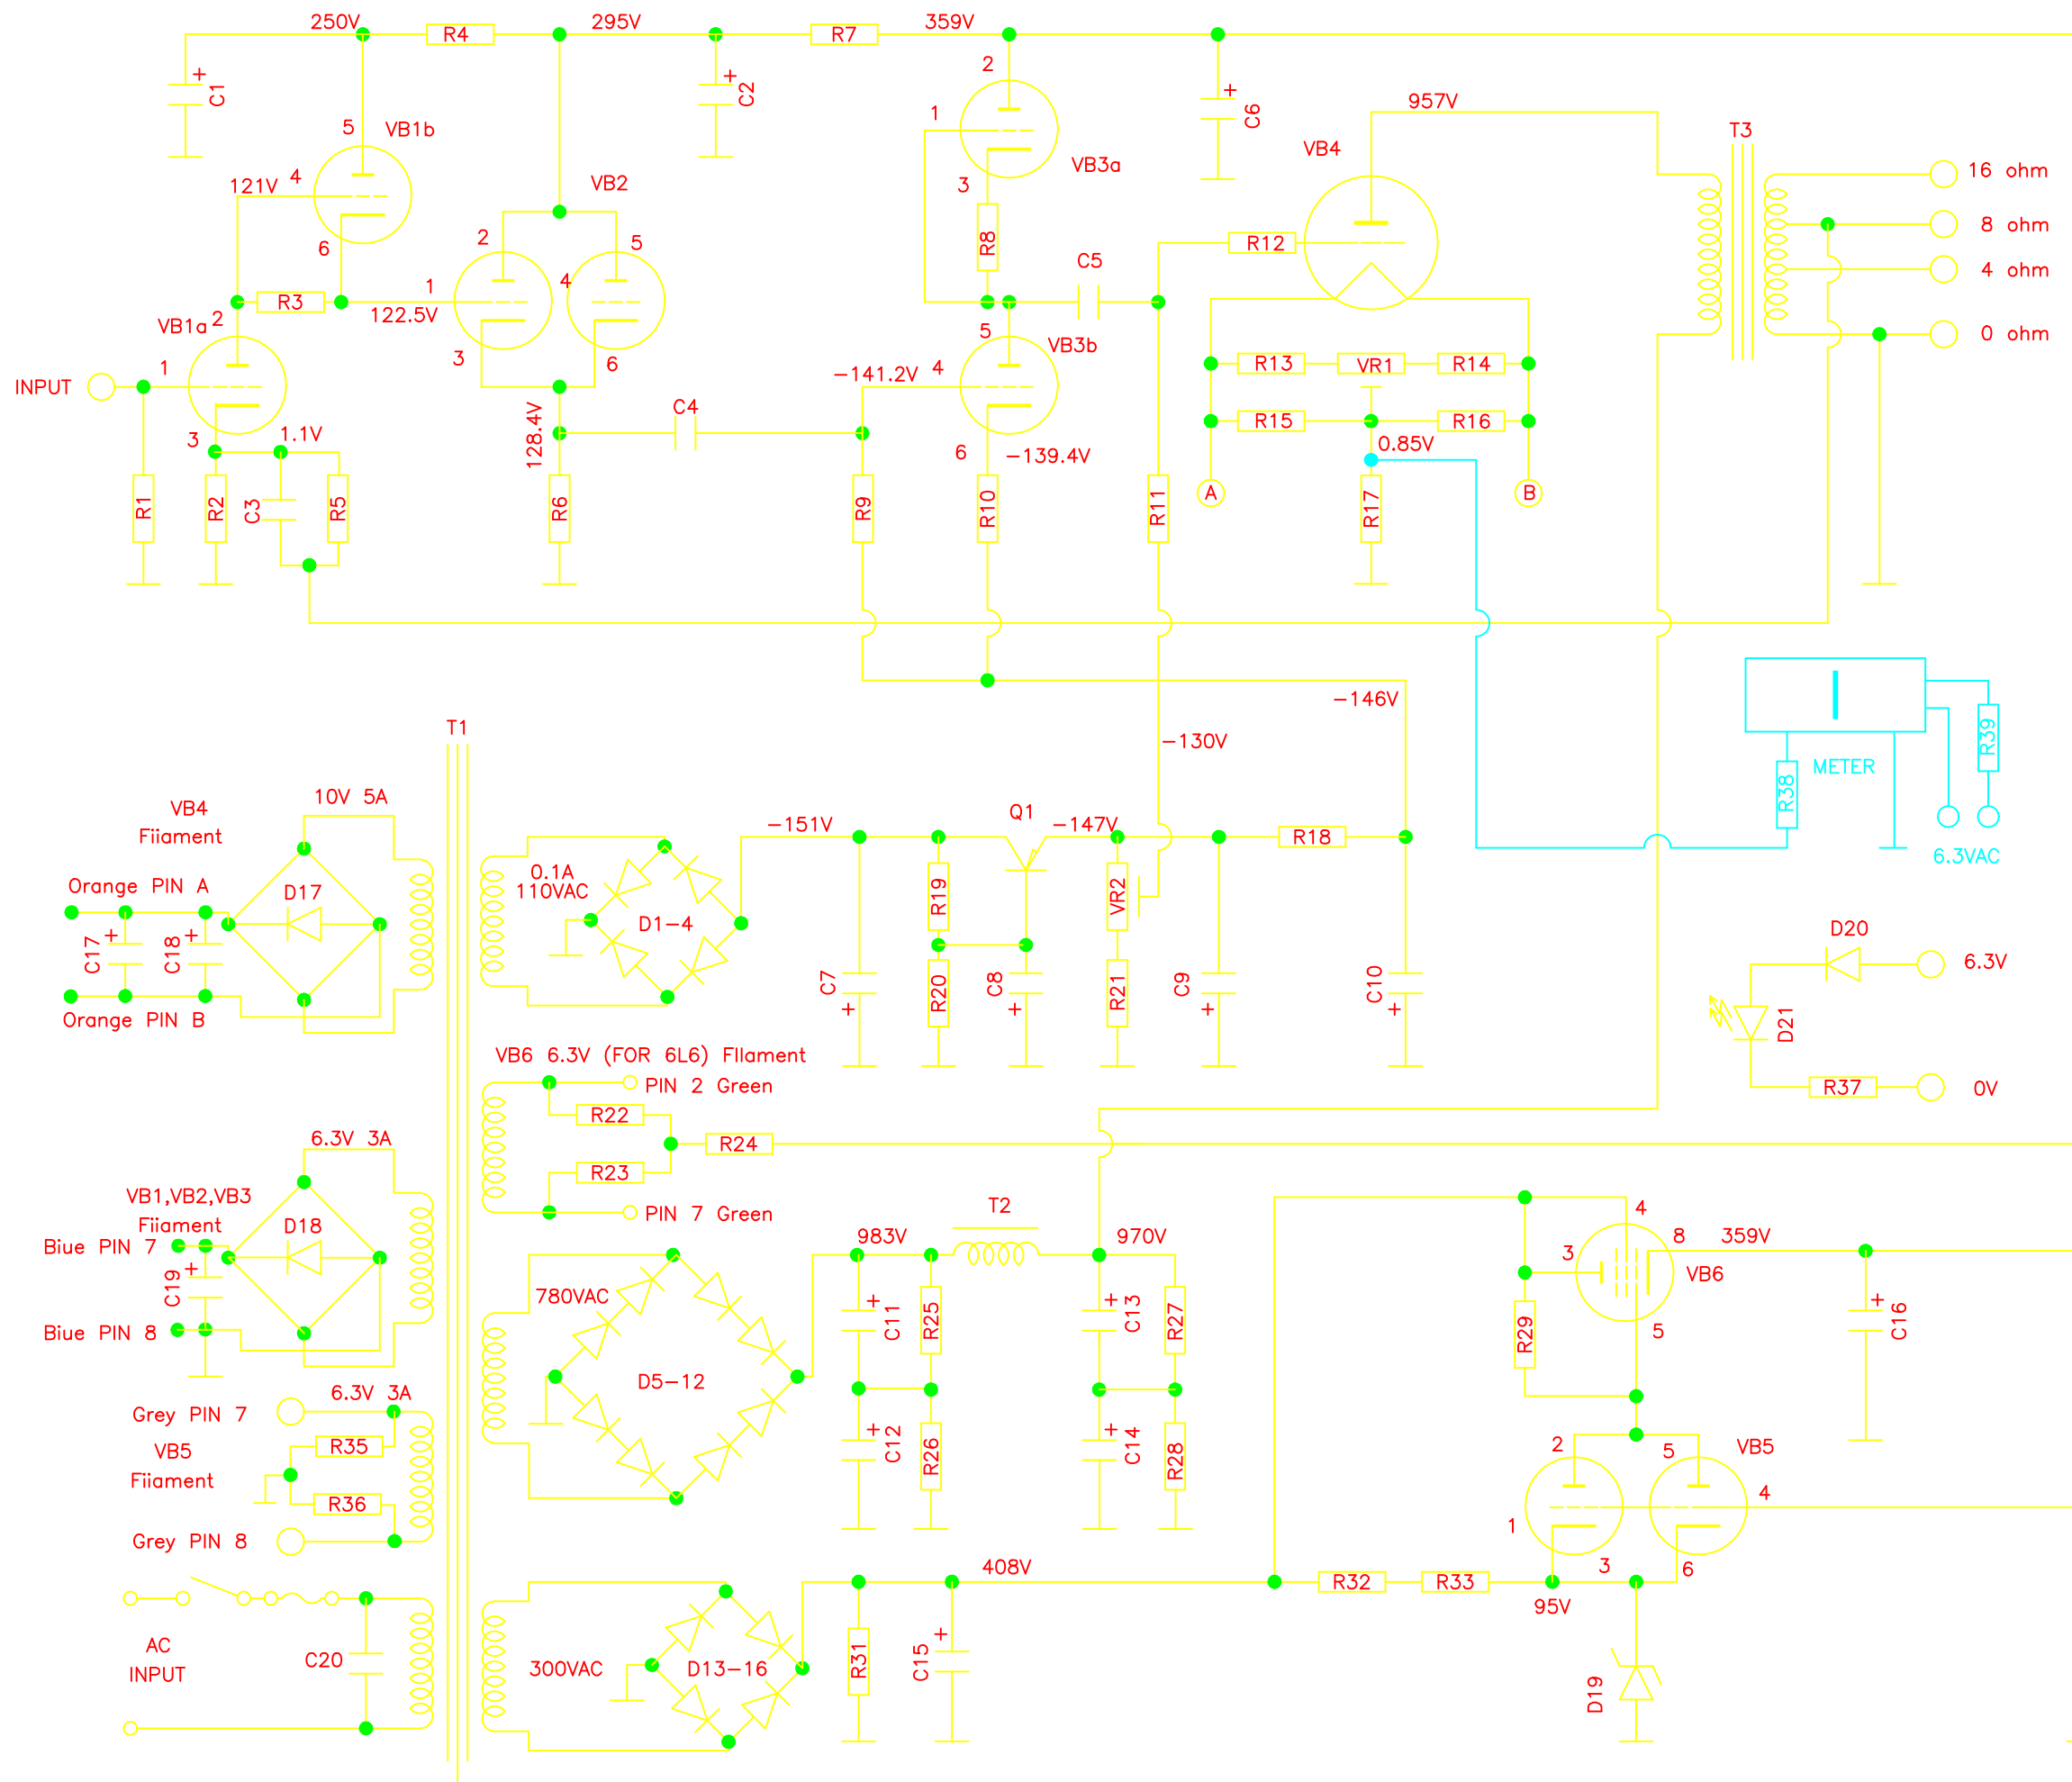 250V R4 295V R7 359V
C1 C2 2 C6 957V T3
5 VB1b 1 VB4 16 ohm
121V 4 VB2 3 VB3a 8 ohm
6 2 5 R8 C5 R12 4 ohm
R3 1 4
122.5V
VB1a 2 5 VB3b 0 ohm
1 3 6 R13 VR1 R14
INPUT -141.2V 4
C4 R15 R16
3 1.1V 128.4V 6 -139.4V 0.85V
A B
R1 R2 C3 R5 R6 R9 R10 R11 R17
-146V
T1 -130V R39
METER
VB4 10V 5A R38
Fiiament Q1
-151V -147V R18 6.3VAC
0.1A
Orange PIN A D17 110VAC R19 VR2
D1-4 D20
C17 C18 C7 R20 C8 R21 C9 C10 6.3V
Orange PIN B D21
VB6 6.3V (FOR 6L6) FIlament
PIN 2 Green R37 0V
R22
6.3V 3A R24
R23
VB1,VB2,VB3
Fiiament D18 PIN 7 Green T2 4
Biue PIN 7 983V 970V 3 8 359V
C19 780VAC VB6
Biue PIN 8 C11 R25 C13 R27 R29 5 C16
6.3V 3A D5-12
Grey PIN 7
R35 C12 R26 C14 R28 2 5 VB5
VB5
Fiiament
R36 4
Grey PIN 8 1
408V 3 6
R32 R33
95V
AC C20
INPUT 300VAC D13-16 R31 C15
D19